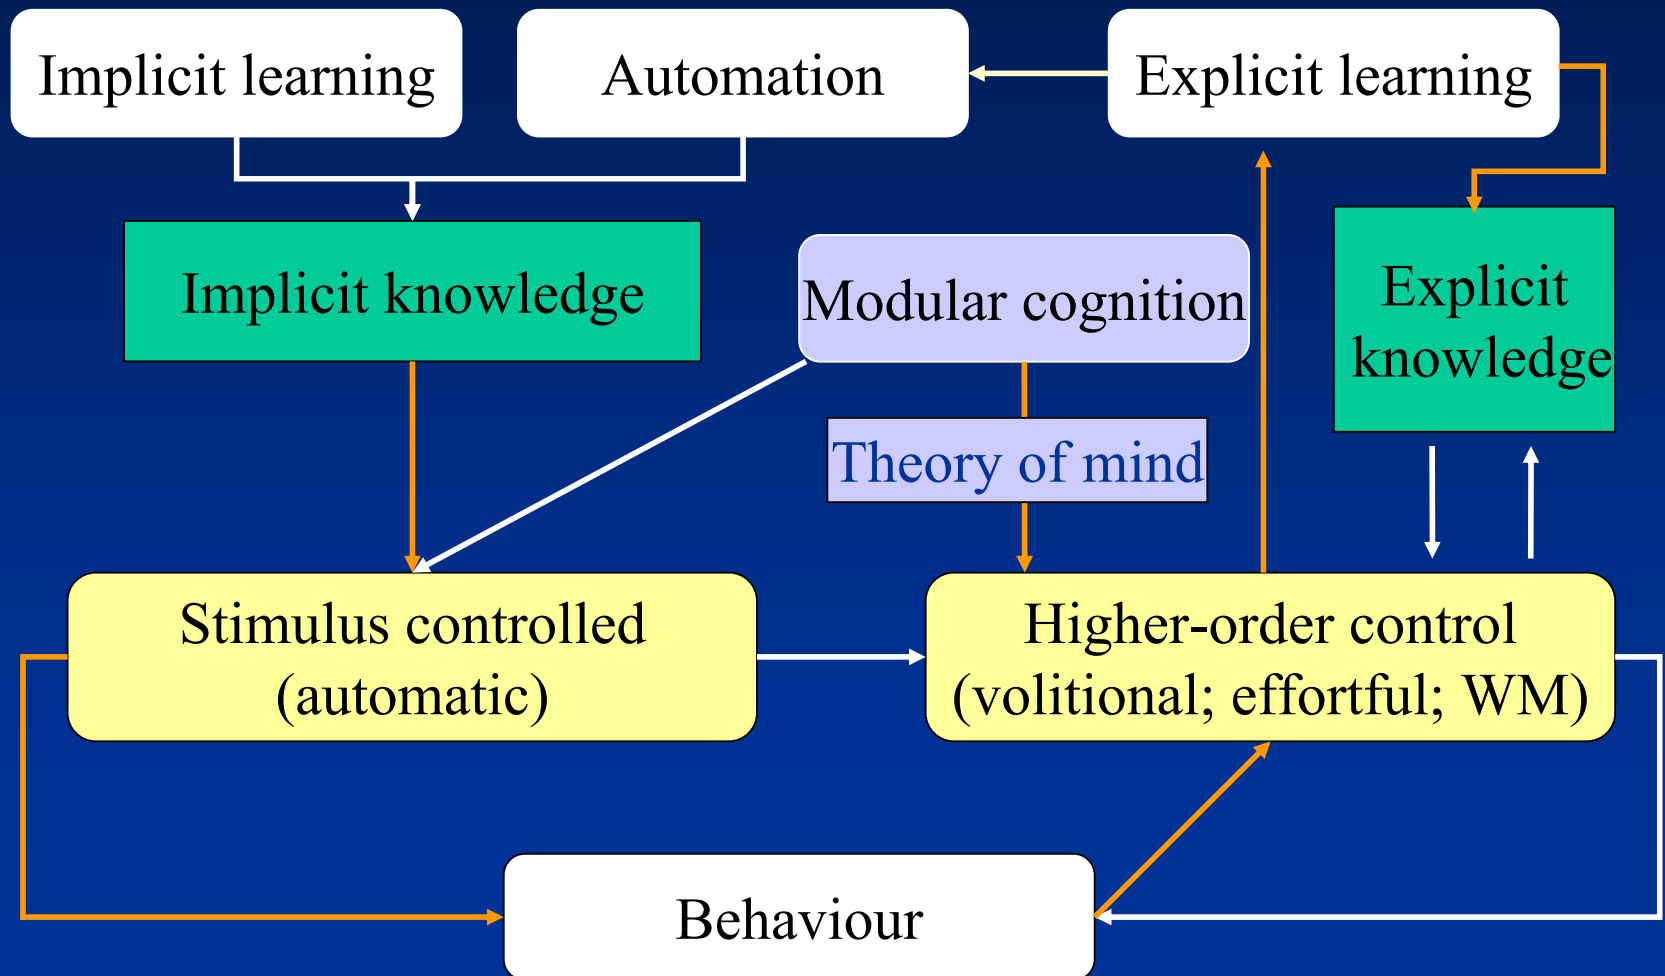 Implicit learning
Automation
Explicit learning
Implicit knowledge
Modular cognition
Explicit
knowledge
Theory of mind
Stimulus controlled
(automatic)
Higher-order control
(volitional; effortful; WM)
Behaviour